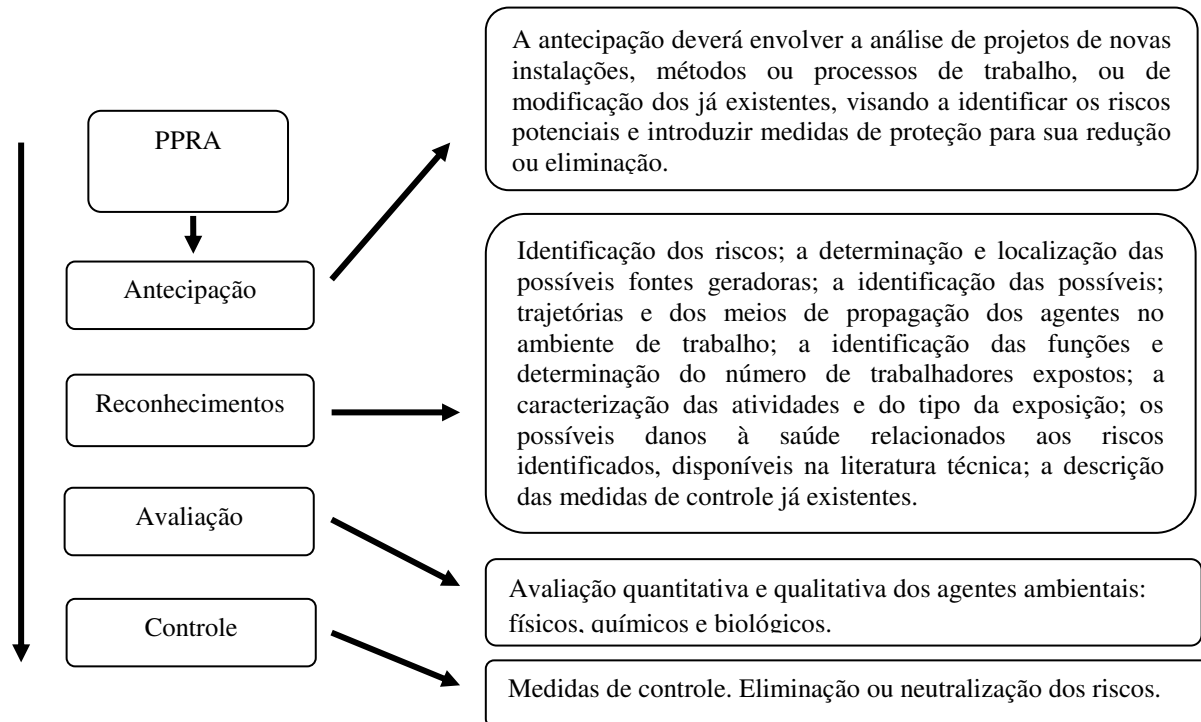 PPRA
Antecipação
A antecipação deverá envolver a análise de projetos de novas
instalações, métodos ou processos de trabalho, ou de
modificação dos já existentes, visando a identificar os riscos
potenciais e introduzir medidas de proteção para sua redução
ou eliminação.
Reconhecimentos
Identificação dos riscos; a determinação e localização das
possíveis fontes geradoras; a identificação das possíveis;
trajetórias e dos meios de propagação dos agentes no
ambiente de trabalho; a identificação das funções e
determinação do número de trabalhadores expostos; a
caracterização das atividades e do tipo da exposição; os
possíveis danos à saúde relacionados aos riscos
identificados, disponíveis na literatura técnica; a descrição
das medidas de controle já existentes.
Avaliação
Avaliação quantitativa e qualitativa dos agentes ambientais:
físicos, químicos e biológicos.
Controle
Medidas de controle. Eliminação ou neutralização dos riscos.